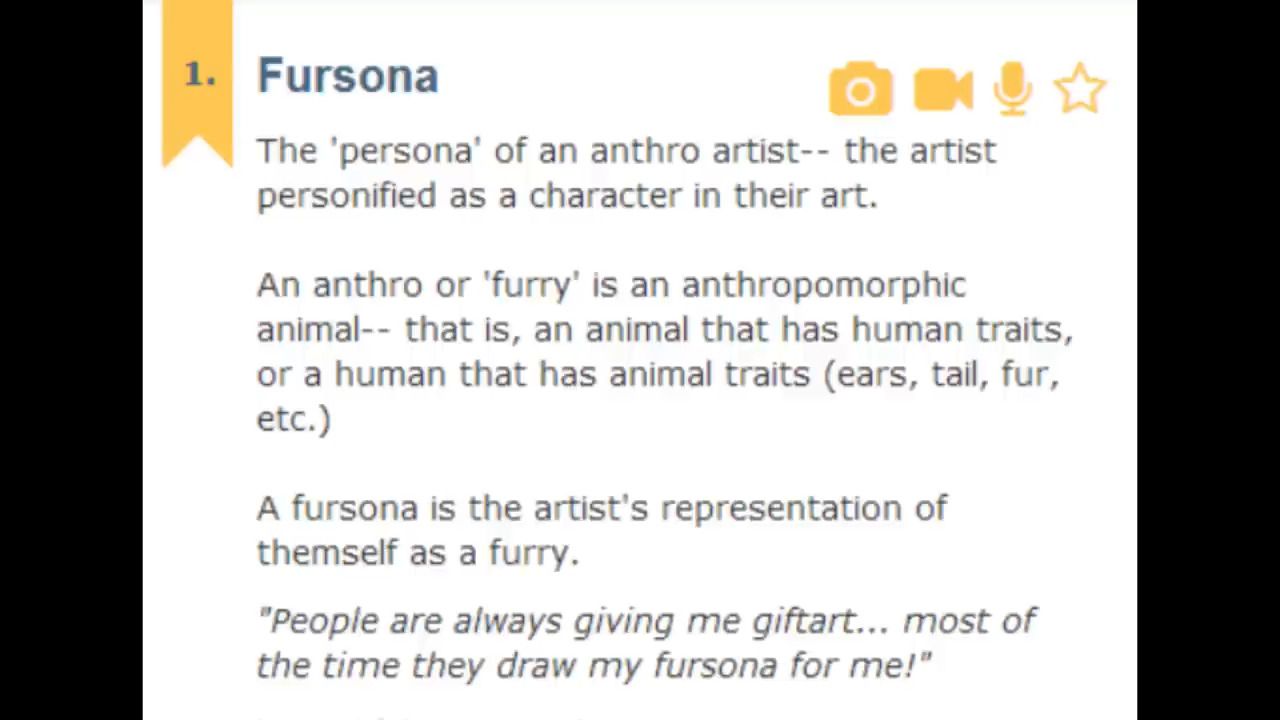 1.
Fursona
The 'persona' of an anthro artist-- the artist
personified as a character in their art.
An anthro or 'furry' is an anthropomorphic
animal-- that is, an animal that has human traits,
or a human that has animal traits (ears, tail, fur,
etc.)
A fursona is the artist's representation of
themself as a furry.
"People are always giving me giftart... most of
the time they draw my fursona for me!"